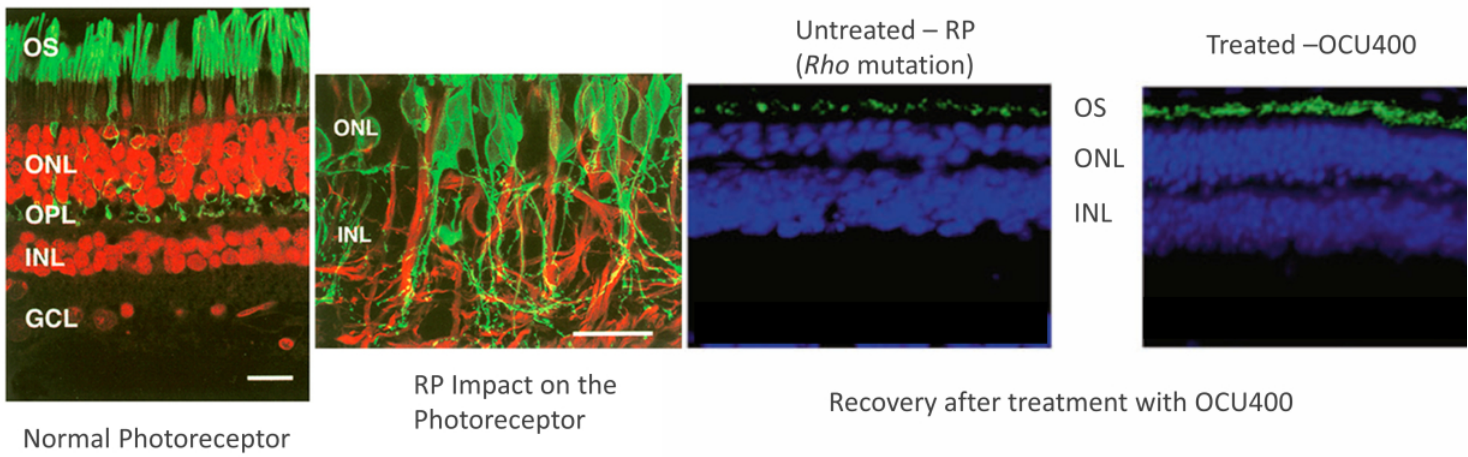 OS
ONL
OPL
INL
GCL
Normal Photoreceptor
ONL
INL
RP Impact on the
Photoreceptor
Untreated – RP
(Rho mutation)
OS
ONL
INL
Treated –OCU400
Recovery after treatment with OCU400